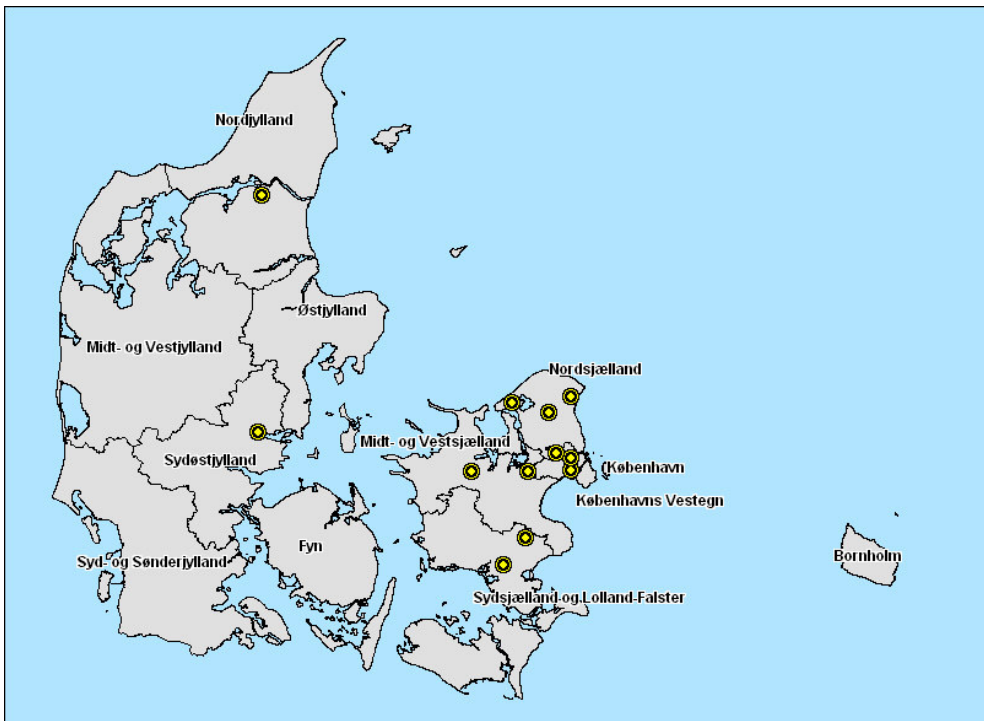 Nordjylland
Østjylland
Midt- og Vestjylland
Nordsjælland
Midt- og Vestsjælland
Sydøstjylland
København
Københavns Vestegn
Fyn
Bornholm
Syd- og Sønderjylland
Sydsjælland og Lolland-Falster